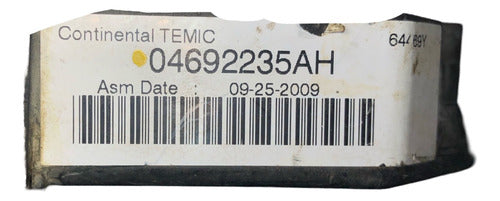 Continental TEMIC
04692235AH
Asm Date : 09-25-2009